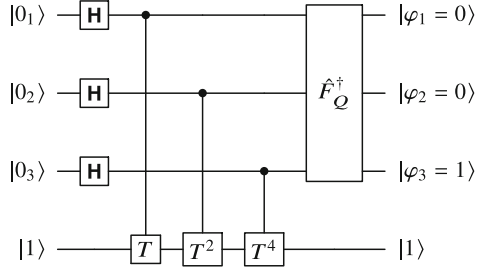 |0₁⟩ H |φ₁ = 0⟩
|0₂⟩ H F̂†_Q |φ₂ = 0⟩
|0₃⟩ H |φ₃ = 1⟩
|1⟩ T T² T⁴ |1⟩